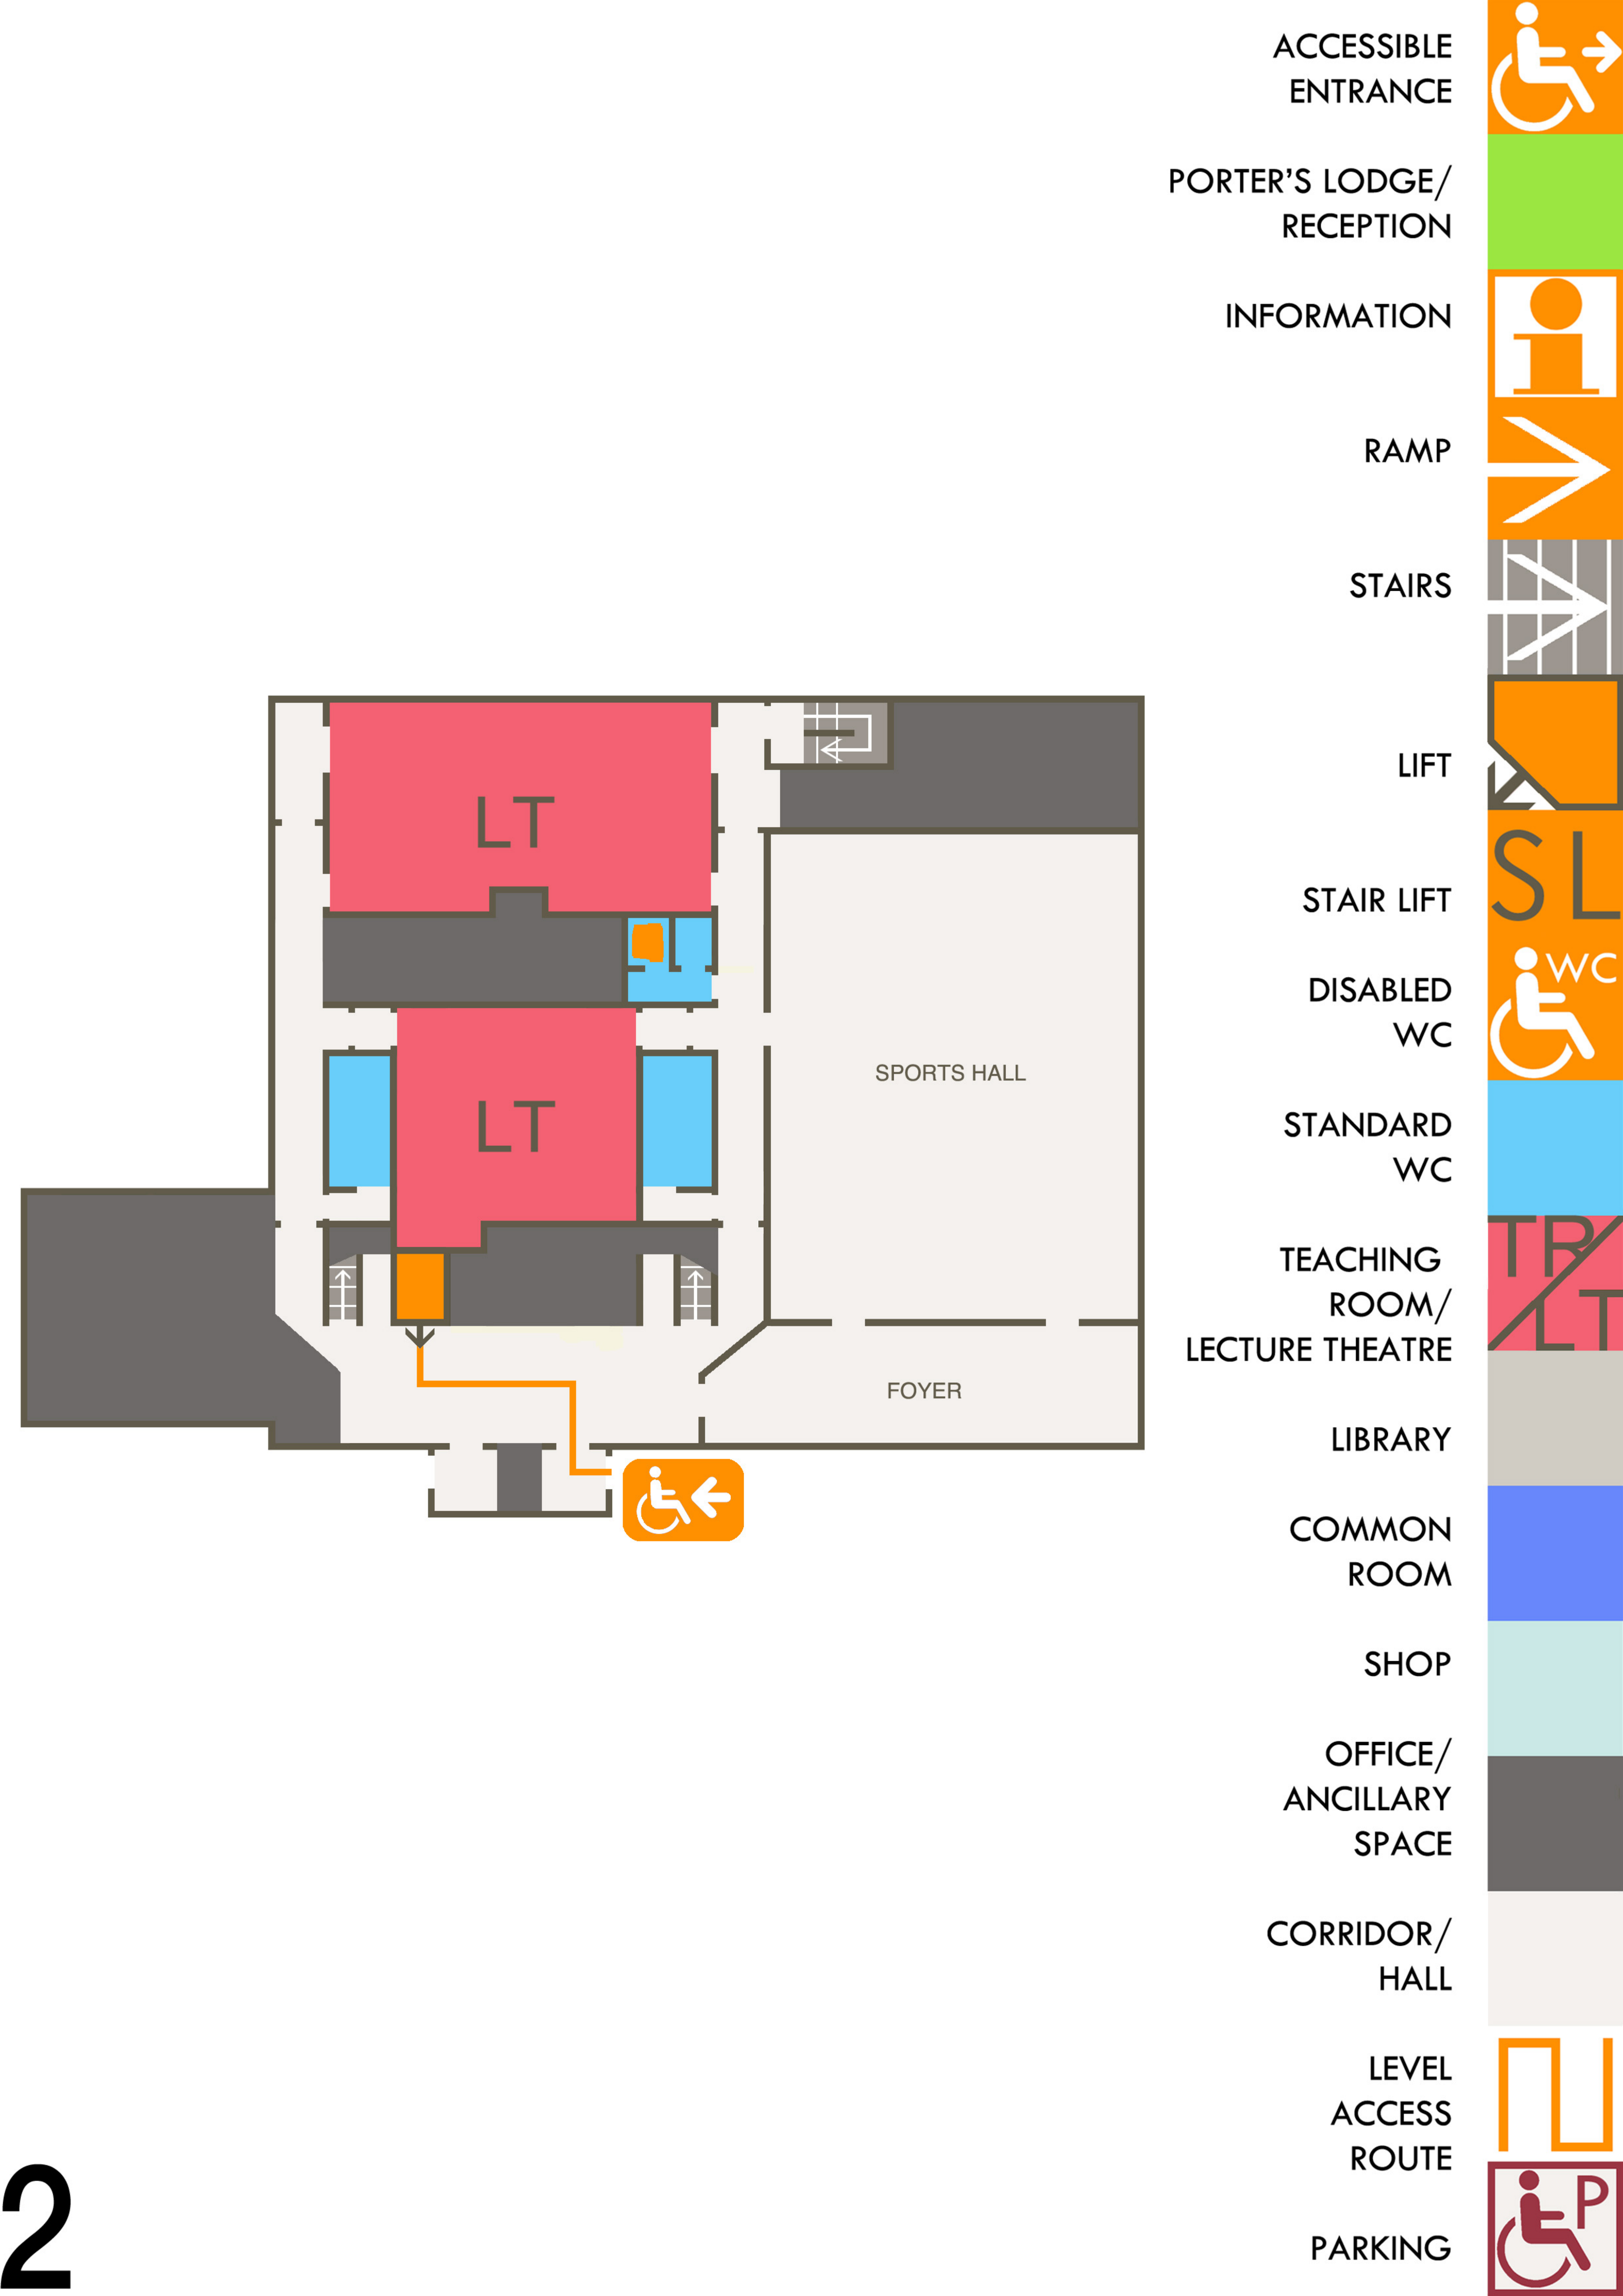 ACCESSIBLE
ENTRANCE
PORTER'S LODGE/
RECEPTION
INFORMATION
RAMP
STAIRS
LIFT
SL
STAIR LIFT
WC
DISABLED
WC
STANDARD
WC
TR/
LT
TEACHING
ROOM/
LECTURE THEATRE
LIBRARY
COMMON
ROOM
SHOP
OFFICE/
ANCILLARY
SPACE
CORRIDOR/
HALL
LEVEL
ACCESS
ROUTE
P
PARKING
LT
LT
SPORTS HALL
FOYER
2